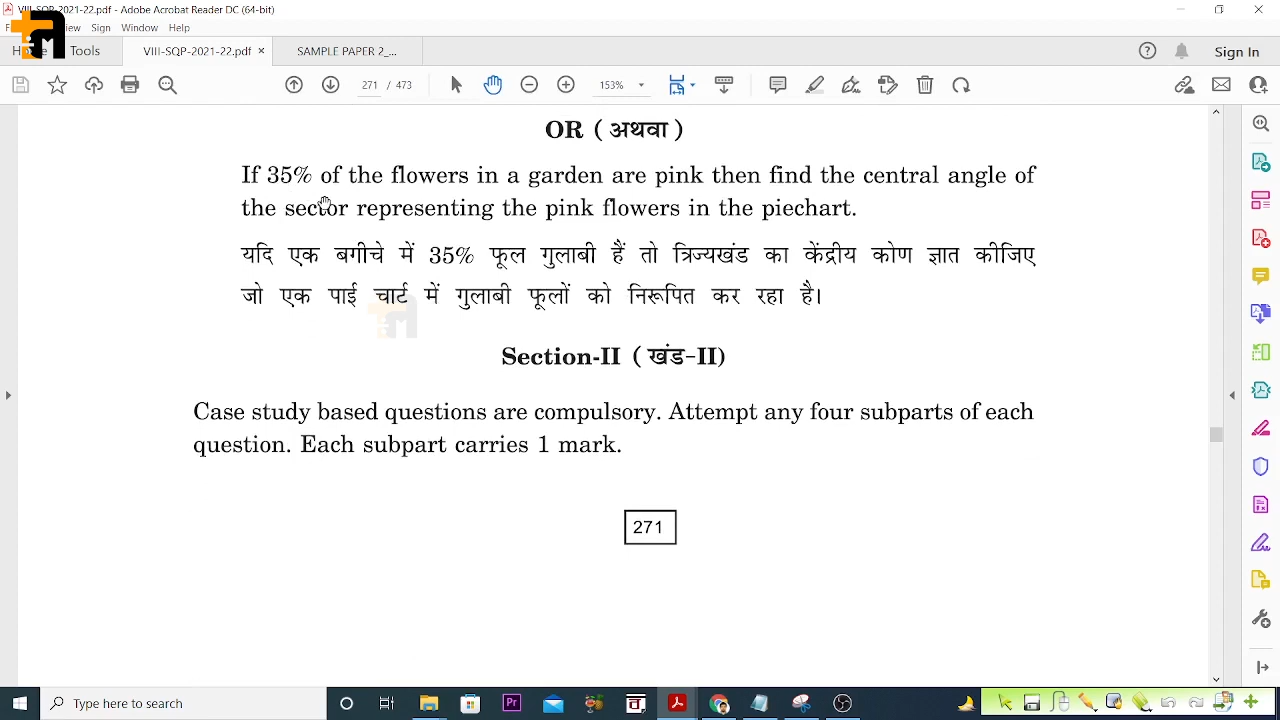 VIII-SQP-2021-22.pdf - Adobe Acrobat Reader DC (64-bit)
View Sign Window Help
Tools VIII-SQP-2021-22.pdf × SAMPLE PAPER 2_... Sign In
271 / 473 153%
OR ( अथवा )
If 35% of the flowers in a garden are pink then find the central angle of
the sector representing the pink flowers in the piechart.
यदि एक बगीचे में 35% फूल गुलाबी हैं तो त्रिज्यखंड का केंद्रीय कोण ज्ञात कीजिए
जो एक पाई चार्ट में गुलाबी फूलों को निरूपित कर रहा है।
Section-II ( खंड-II)
Case study based questions are compulsory. Attempt any four subparts of each
question. Each subpart carries 1 mark.
271
Type here to search